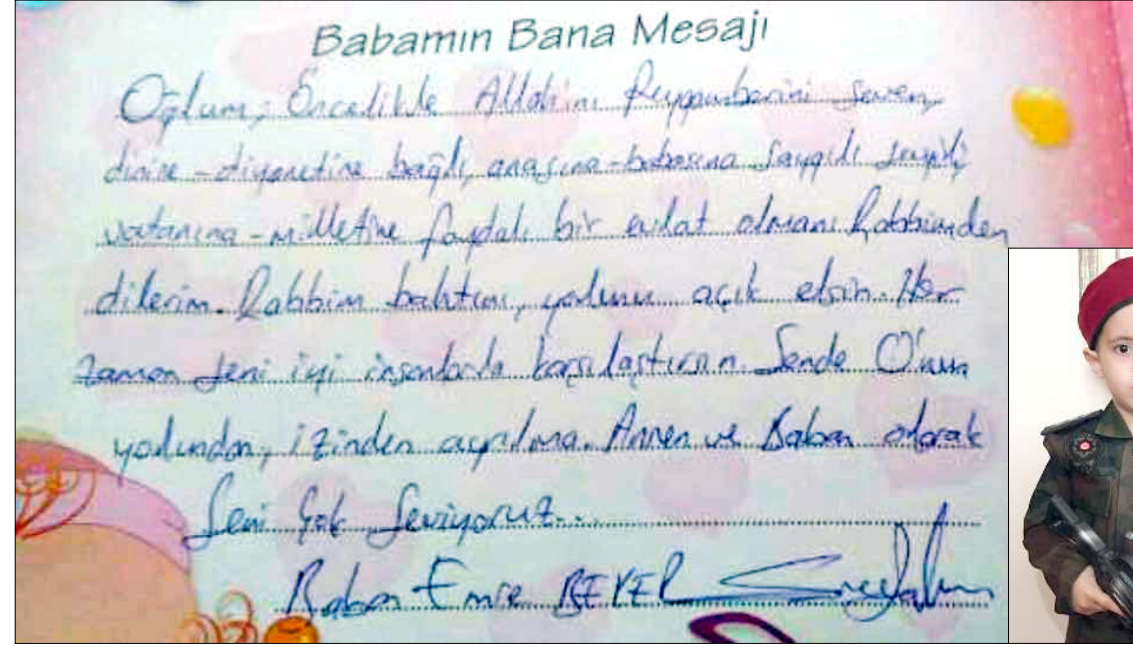 Babamın Bana Mesajı
Oğlum, Öncelikle Allah'ını Peygamberini seven,
dinine - diyanetine bağlı, anasına - babasına saygılı sevgili,
vatanına - milletine faydalı bir evlat olmanı Rabbimden
dilerim. Rabbim bahtını, yolunu açık etsin. Her
zaman seni iyi insanlarla karşılaştırsın. Sende O'nun
yolundan, izinden ayrılma. Annen ve Baban olarak
Seni Çok Seviyoruz...
Baban Emre